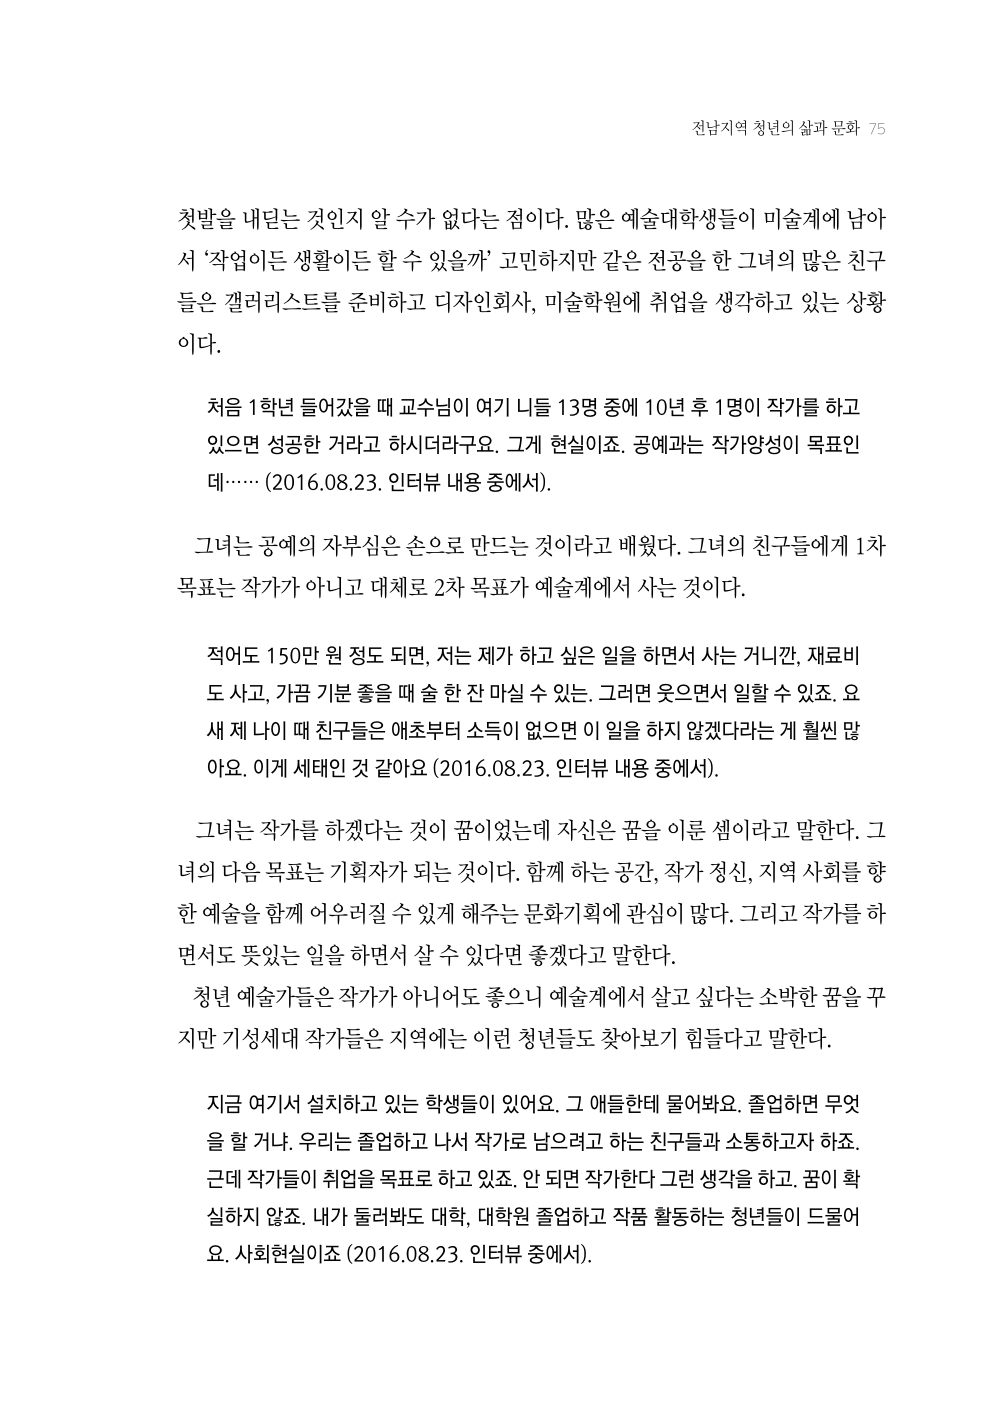 전남지역 청년의 삶과 문화 75
첫발을 내딛는 것인지 알 수가 없다는 점이다. 많은 예술대학생들이 미술계에 남아
서 ‘작업이든 생활이든 할 수 있을까’ 고민하지만 같은 전공을 한 그녀의 많은 친구
들은 갤러리스트를 준비하고 디자인회사, 미술학원에 취업을 생각하고 있는 상황
이다.
처음 1학년 들어갔을 때 교수님이 여기 니들 13명 중에 10년 후 1명이 작가를 하고
있으면 성공한 거라고 하시더라구요. 그게 현실이죠. 공예과는 작가양성이 목표인
데…… (2016.08.23. 인터뷰 내용 중에서).
그녀는 공예의 자부심은 손으로 만드는 것이라고 배웠다. 그녀의 친구들에게 1차
목표는 작가가 아니고 대체로 2차 목표가 예술계에서 사는 것이다.
적어도 150만 원 정도 되면, 저는 제가 하고 싶은 일을 하면서 사는 거니깐, 재료비
도 사고, 가끔 기분 좋을 때 술 한 잔 마실 수 있는. 그러면 웃으면서 일할 수 있죠. 요
새 제 나이 때 친구들은 애초부터 소득이 없으면 이 일을 하지 않겠다라는 게 훨씬 많
아요. 이게 세태인 것 같아요 (2016.08.23. 인터뷰 내용 중에서).
그녀는 작가를 하겠다는 것이 꿈이었는데 자신은 꿈을 이룬 셈이라고 말한다. 그
녀의 다음 목표는 기획자가 되는 것이다. 함께 하는 공간, 작가 정신, 지역 사회를 향
한 예술을 함께 어우러질 수 있게 해주는 문화기획에 관심이 많다. 그리고 작가를 하
면서도 뜻있는 일을 하면서 살 수 있다면 좋겠다고 말한다.
청년 예술가들은 작가가 아니어도 좋으니 예술계에서 살고 싶다는 소박한 꿈을 꾸
지만 기성세대 작가들은 지역에는 이런 청년들도 찾아보기 힘들다고 말한다.
지금 여기서 설치하고 있는 학생들이 있어요. 그 애들한테 물어봐요. 졸업하면 무엇
을 할 거냐. 우리는 졸업하고 나서 작가로 남으려고 하는 친구들과 소통하고자 하죠.
근데 작가들이 취업을 목표로 하고 있죠. 안 되면 작가한다 그런 생각을 하고. 꿈이 확
실하지 않죠. 내가 둘러봐도 대학, 대학원 졸업하고 작품 활동하는 청년들이 드물어
요. 사회현실이죠 (2016.08.23. 인터뷰 중에서).